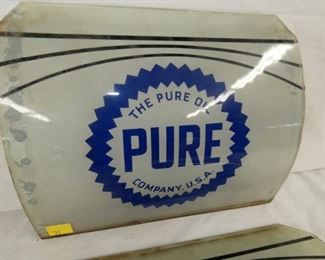 THE PURE OIL
PURE
COMPANY, U.S.A.